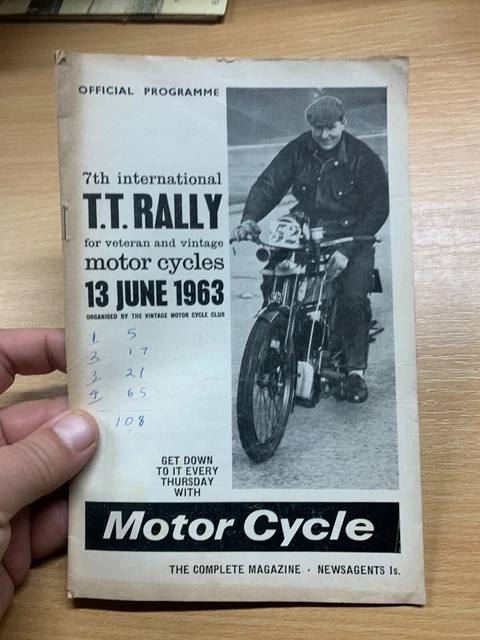 OFFICIAL PROGRAMME
7th international
T.T. RALLY
for veteran and vintage
motor cycles
13 JUNE 1963
ORGANISED BY THE VINTAGE MOTOR CYCLE CLUB
52
1 5
2 17
3 21
4 65
108
GET DOWN
TO IT EVERY
THURSDAY
WITH
Motor Cycle
THE COMPLETE MAGAZINE · NEWSAGENTS 1s.